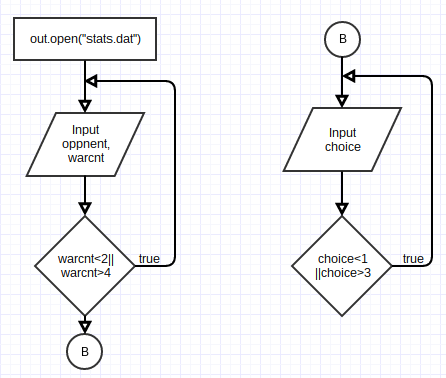 out.open("stats.dat")
Input
oppnent,
warcnt
warcnt<2||
warcnt>4
true
B
B
Input
choice
choice<1
||choice>3
true